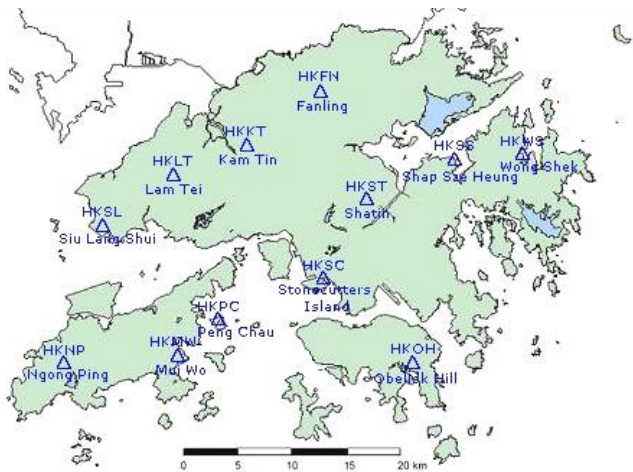 HKFN
Fanling
HKKT
Kam Tin
HKSS
Shap Sze Heung
HKWS
Wong Shek
HKLT
Lam Tei
HKST
Shatin
HKSL
Siu Lang Shui
HKSC
Stonecutters
Island
HKPC
Peng Chau
HKNP
Ngong Ping
HKMW
Mui Wo
HKOH
Obelisk Hill
0 5 10 15 20 km